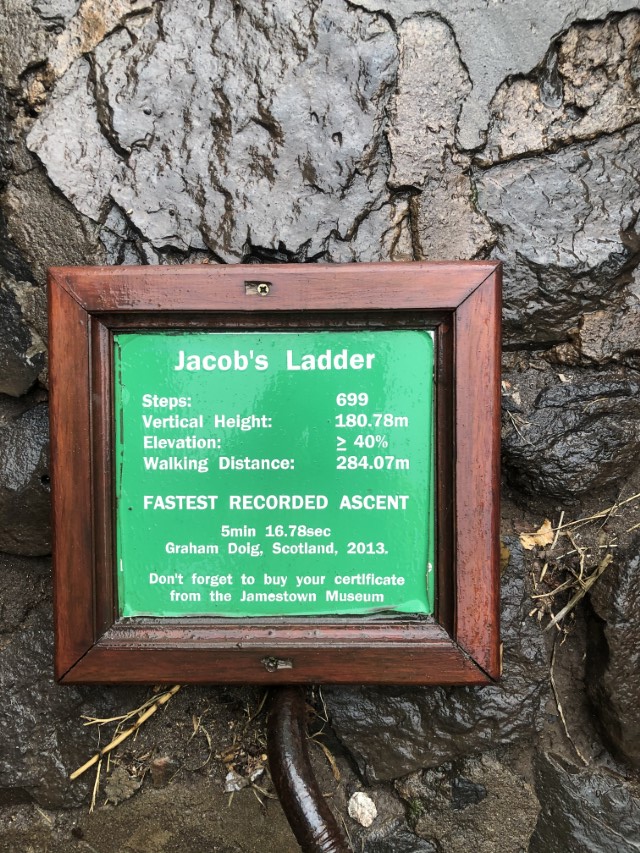 Jacob's Ladder
Steps: 699
Vertical Height: 180.78m
Elevation: ≥ 40%
Walking Distance: 284.07m
FASTEST RECORDED ASCENT
5min 16.78sec
Graham Doig, Scotland, 2013.
Don't forget to buy your certificate
from the Jamestown Museum